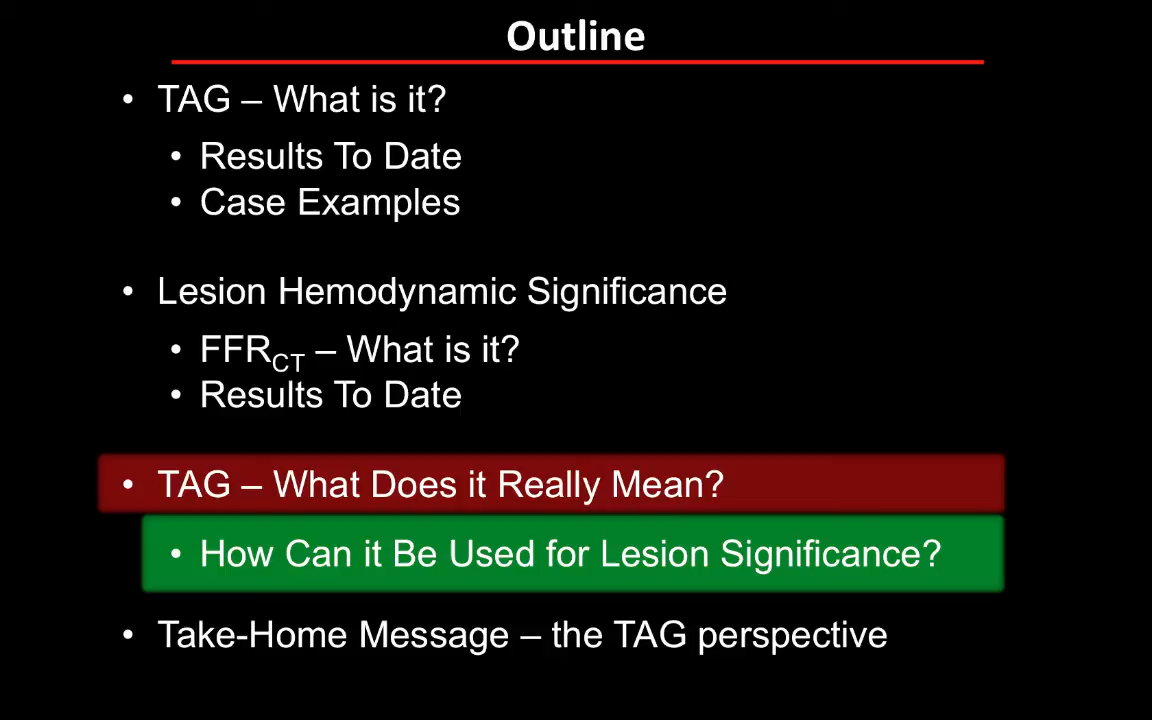 Outline
• TAG – What is it?
• Results To Date
• Case Examples
• Lesion Hemodynamic Significance
• FFRCT – What is it?
• Results To Date
• TAG – What Does it Really Mean?
• How Can it Be Used for Lesion Significance?
• Take-Home Message – the TAG perspective